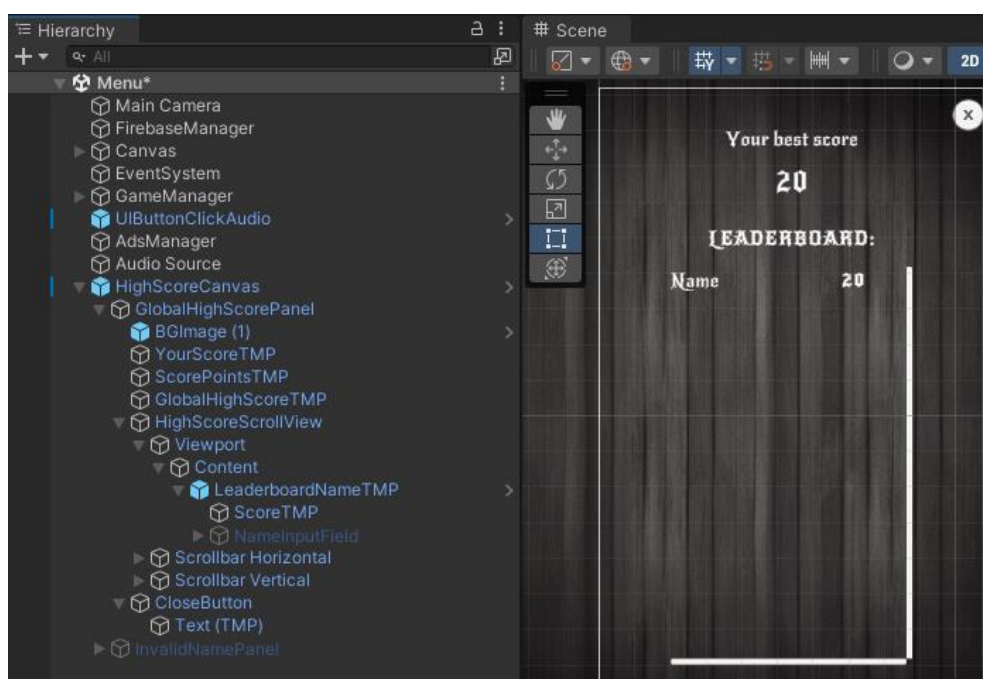 Hierarchy
All
Menu*
Main Camera
FirebaseManager
Canvas
EventSystem
GameManager
UIButtonClickAudio
AdsManager
Audio Source
HighScoreCanvas
GlobalHighScorePanel
BGImage (1)
YourScoreTMP
ScorePointsTMP
GlobalHighScoreTMP
HighScoreScrollView
Viewport
Content
LeaderboardNameTMP
ScoreTMP
NameInputField
Scrollbar Horizontal
Scrollbar Vertical
CloseButton
Text (TMP)
InvalidNamePanel
Scene
2D
X
Your best score
20
LEADERBOARD:
Name 20